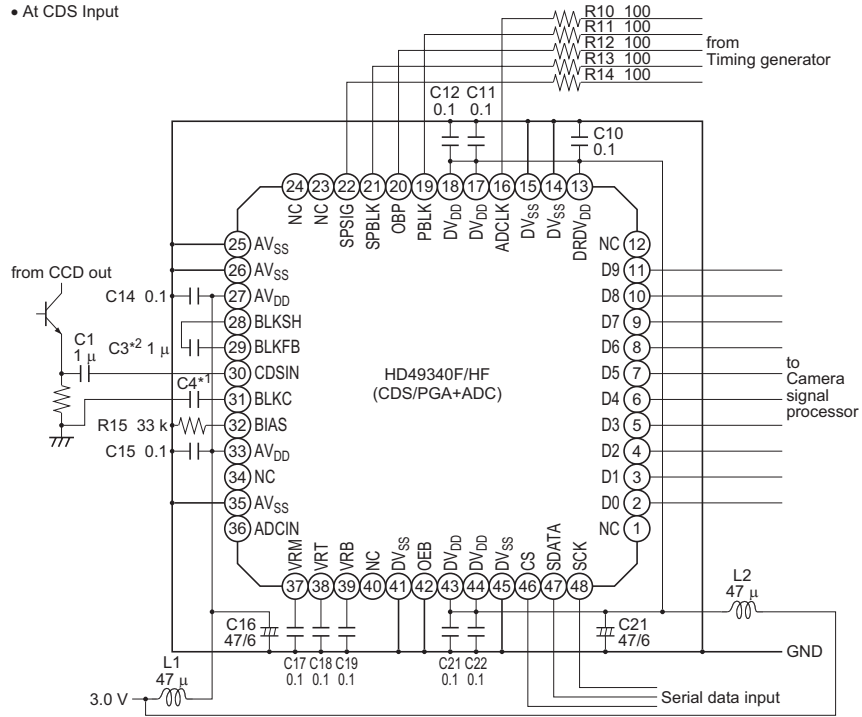 • At CDS Input
R10 100
R11 100
R12 100
R13 100
R14 100
from
Timing generator
C12
0.1
C11
0.1
C10
0.1
24
23
22
21
20
19
18
17
16
15
14
13
NC
NC
SPSIG
SPBLK
OBP
PBLK
DVDD
DVDD
ADCLK
DVSS
DVSS
DRDVDD
25 AVSS
26 AVSS
27 AVDD
28 BLKSH
29 BLKFB
30 CDSIN
31 BLKC
32 BIAS
33 AVDD
34 NC
35 AVSS
36 ADCIN
from CCD out
C14 0.1
C1
1 μ
C3*2 1 μ
C4*1
R15 33 k
C15 0.1
HD49340F/HF
(CDS/PGA+ADC)
NC 12
D9 11
D8 10
D7 9
D6 8
D5 7
D4 6
D3 5
D2 4
D1 3
D0 2
NC 1
to
Camera
signal
processor
VRM
VRT
VRB
NC
DVSS
OEB
DVDD
DVDD
DVSS
CS
SDATA
SCK
37
38
39
40
41
42
43
44
45
46
47
48
C16
47/6
C17
0.1
C18
0.1
C19
0.1
C21
0.1
C22
0.1
C21
47/6
L2
47 μ
GND
L1
47 μ
3.0 V
Serial data input